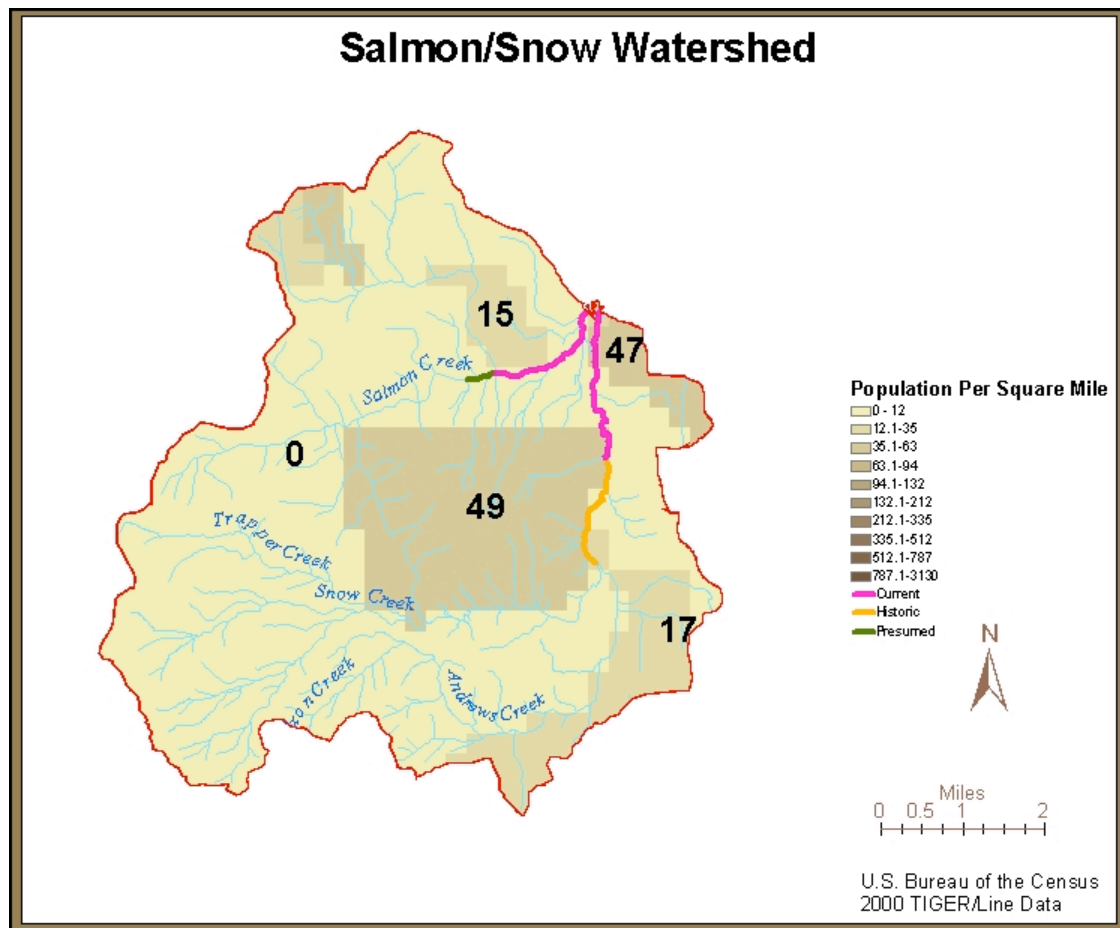 Salmon/Snow Watershed
15
47
Salmon Creek
0
49
Trapper Creek
Snow Creek
17
Andrews Creek
Creek
Population Per Square Mile
0 - 12
12.1-35
35.1-63
63.1-94
94.1-132
132.1-212
212.1-335
335.1-512
512.1-787
787.1-3130
Current
Historic
Presumed
N
Miles
0 0.5 1 2
U.S. Bureau of the Census
2000 TIGER/Line Data